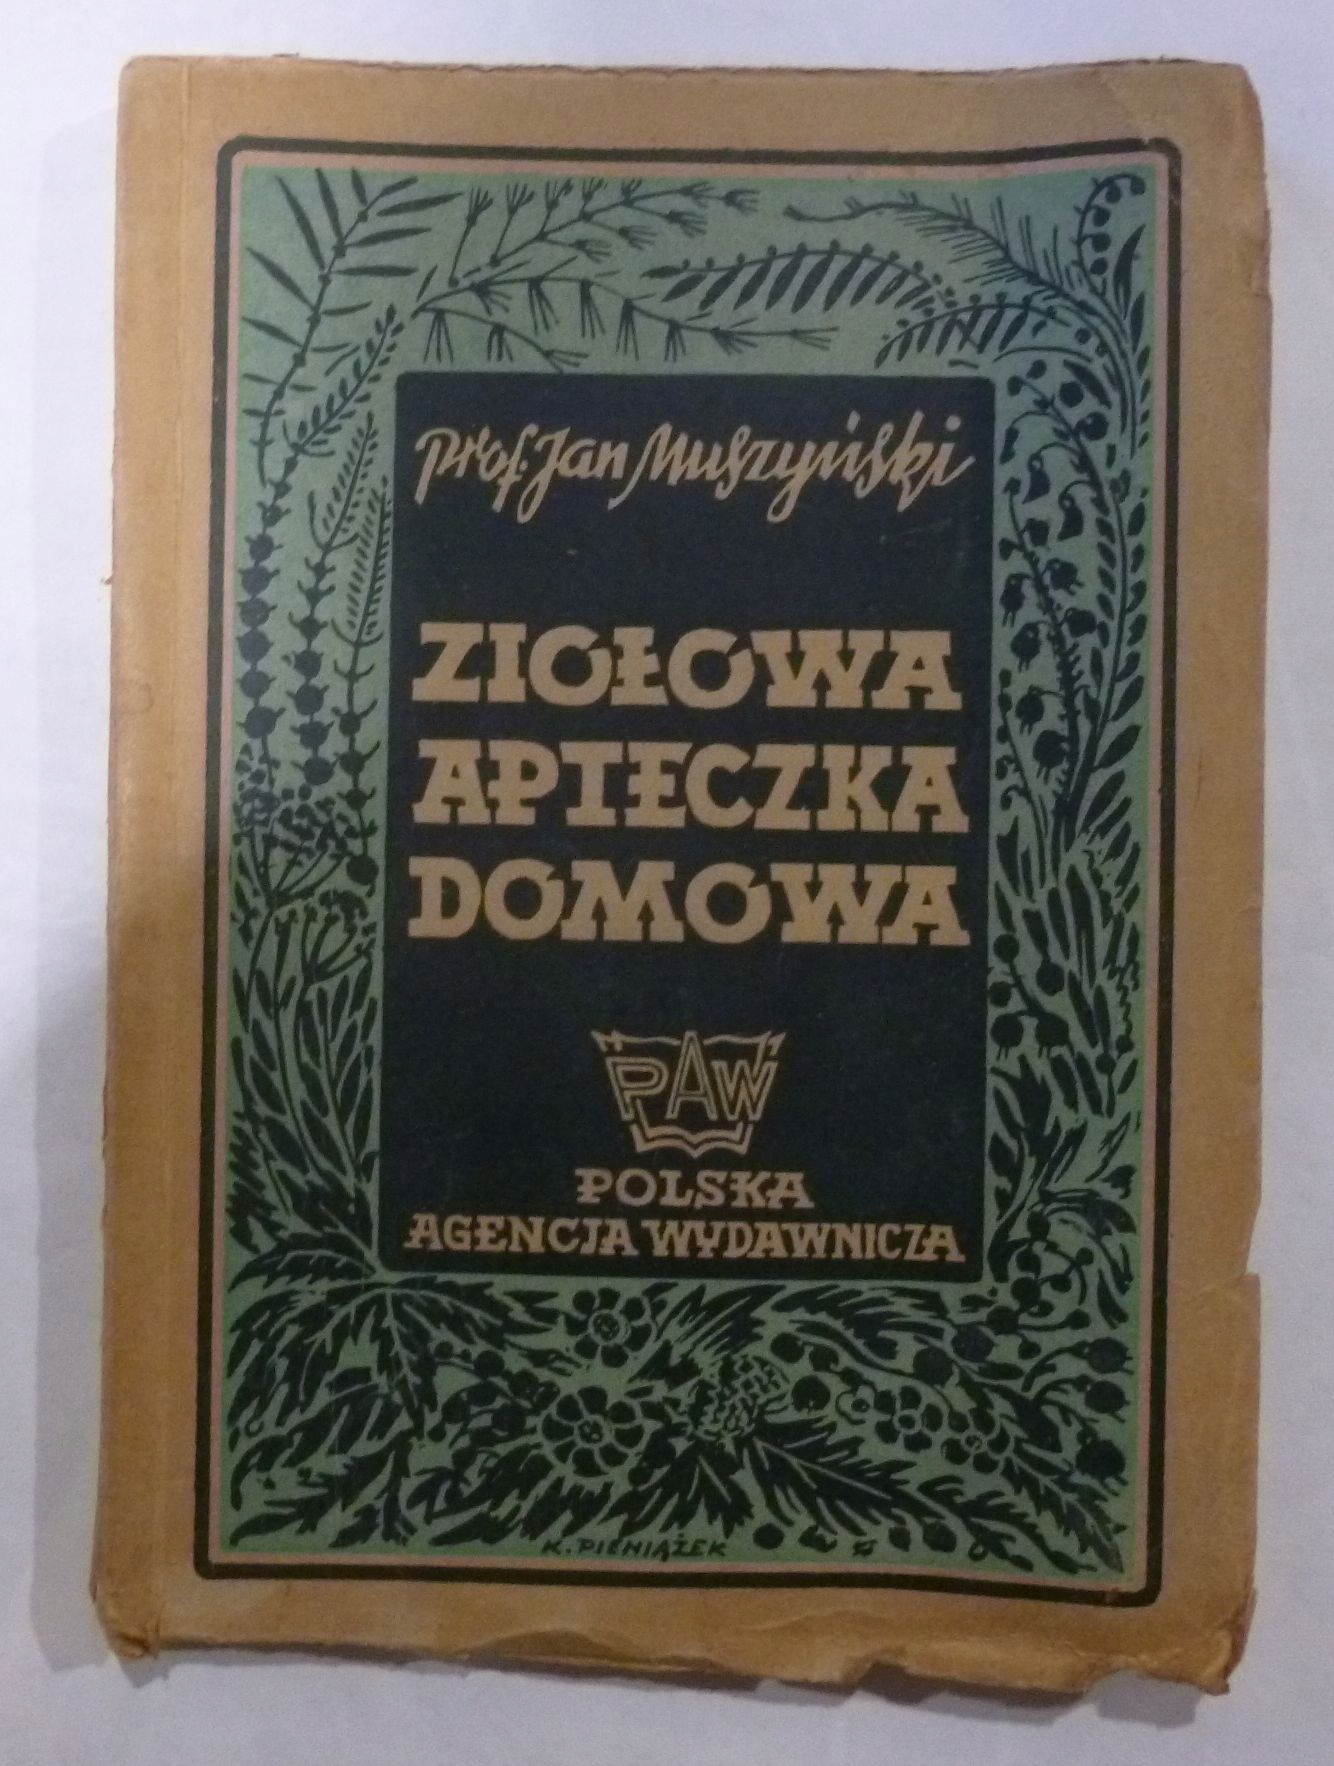 prof. Jan Muszyński
ZIOŁOWA
APTECZKA
DOMOWA
PAW
POLSKA
AGENCJA WYDAWNICZA
K. PIENIĄŻEK